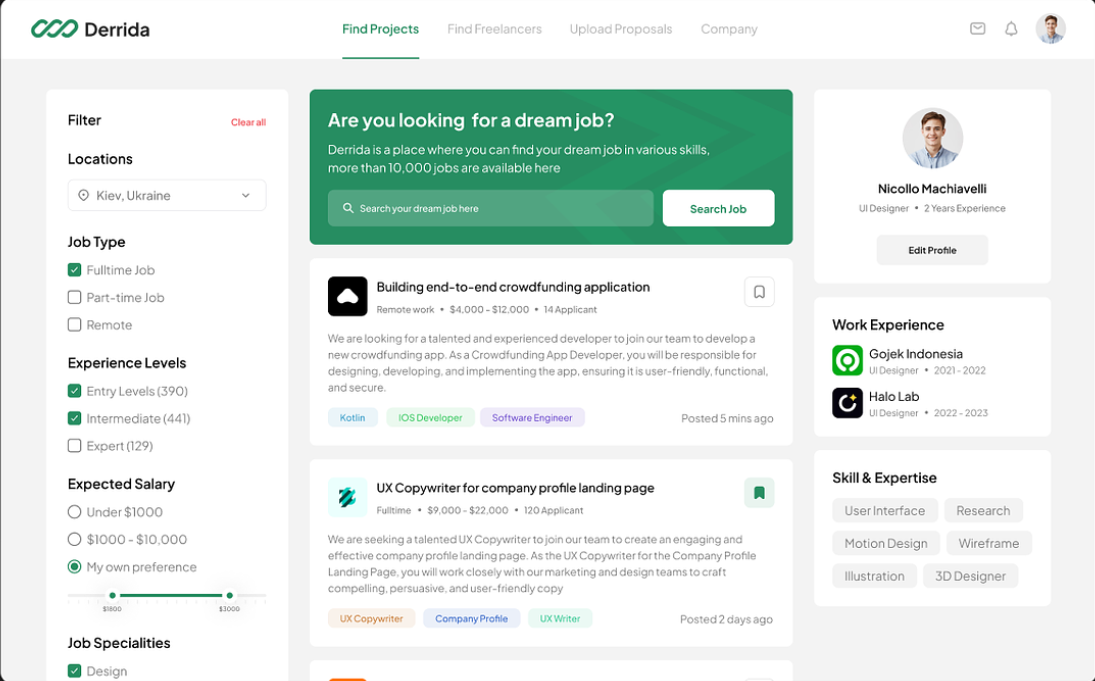 Derrida
Find Projects
Find Freelancers
Upload Proposals
Company
Filter
Clear all
Locations
Kiev, Ukraine
Job Type
Fulltime Job
Part-time Job
Remote
Experience Levels
Entry Levels (390)
Intermediate (441)
Expert (129)
Expected Salary
Under $1000
$1000 - $10,000
My own preference
$1800 $3000
Job Specialities
Design
Are you looking for a dream job?
Derrida is a place where you can find your dream job in various skills,
more than 10,000 jobs are available here
Search your dream job here
Search Job
Building end-to-end crowdfunding application
Remote work • $4,000 - $12,000 • 14 Applicant
We are looking for a talented and experienced developer to join our team to develop a
new crowdfunding app. As a Crowdfunding App Developer, you will be responsible for
designing, developing, and implementing the app, ensuring it is user-friendly, functional,
and secure.
Kotlin
IOS Developer
Software Engineer
Posted 5 mins ago
UX Copywriter for company profile landing page
Fulltime • $9,000 - $22,000 • 120 Applicant
We are seeking a talented UX Copywriter to join our team to create an engaging and
effective company profile landing page. As the UX Copywriter for the Company Profile
Landing Page, you will work closely with our marketing and design teams to craft
compelling, persuasive, and user-friendly copy
UX Copywriter
Company Profile
UX Writer
Posted 2 days ago
Nicollo Machiavelli
UI Designer • 2 Years Experience
Edit Profile
Work Experience
Gojek Indonesia
UI Designer • 2021 - 2022
Halo Lab
UI Designer • 2022 - 2023
Skill & Expertise
User Interface
Research
Motion Design
Wireframe
Illustration
3D Designer